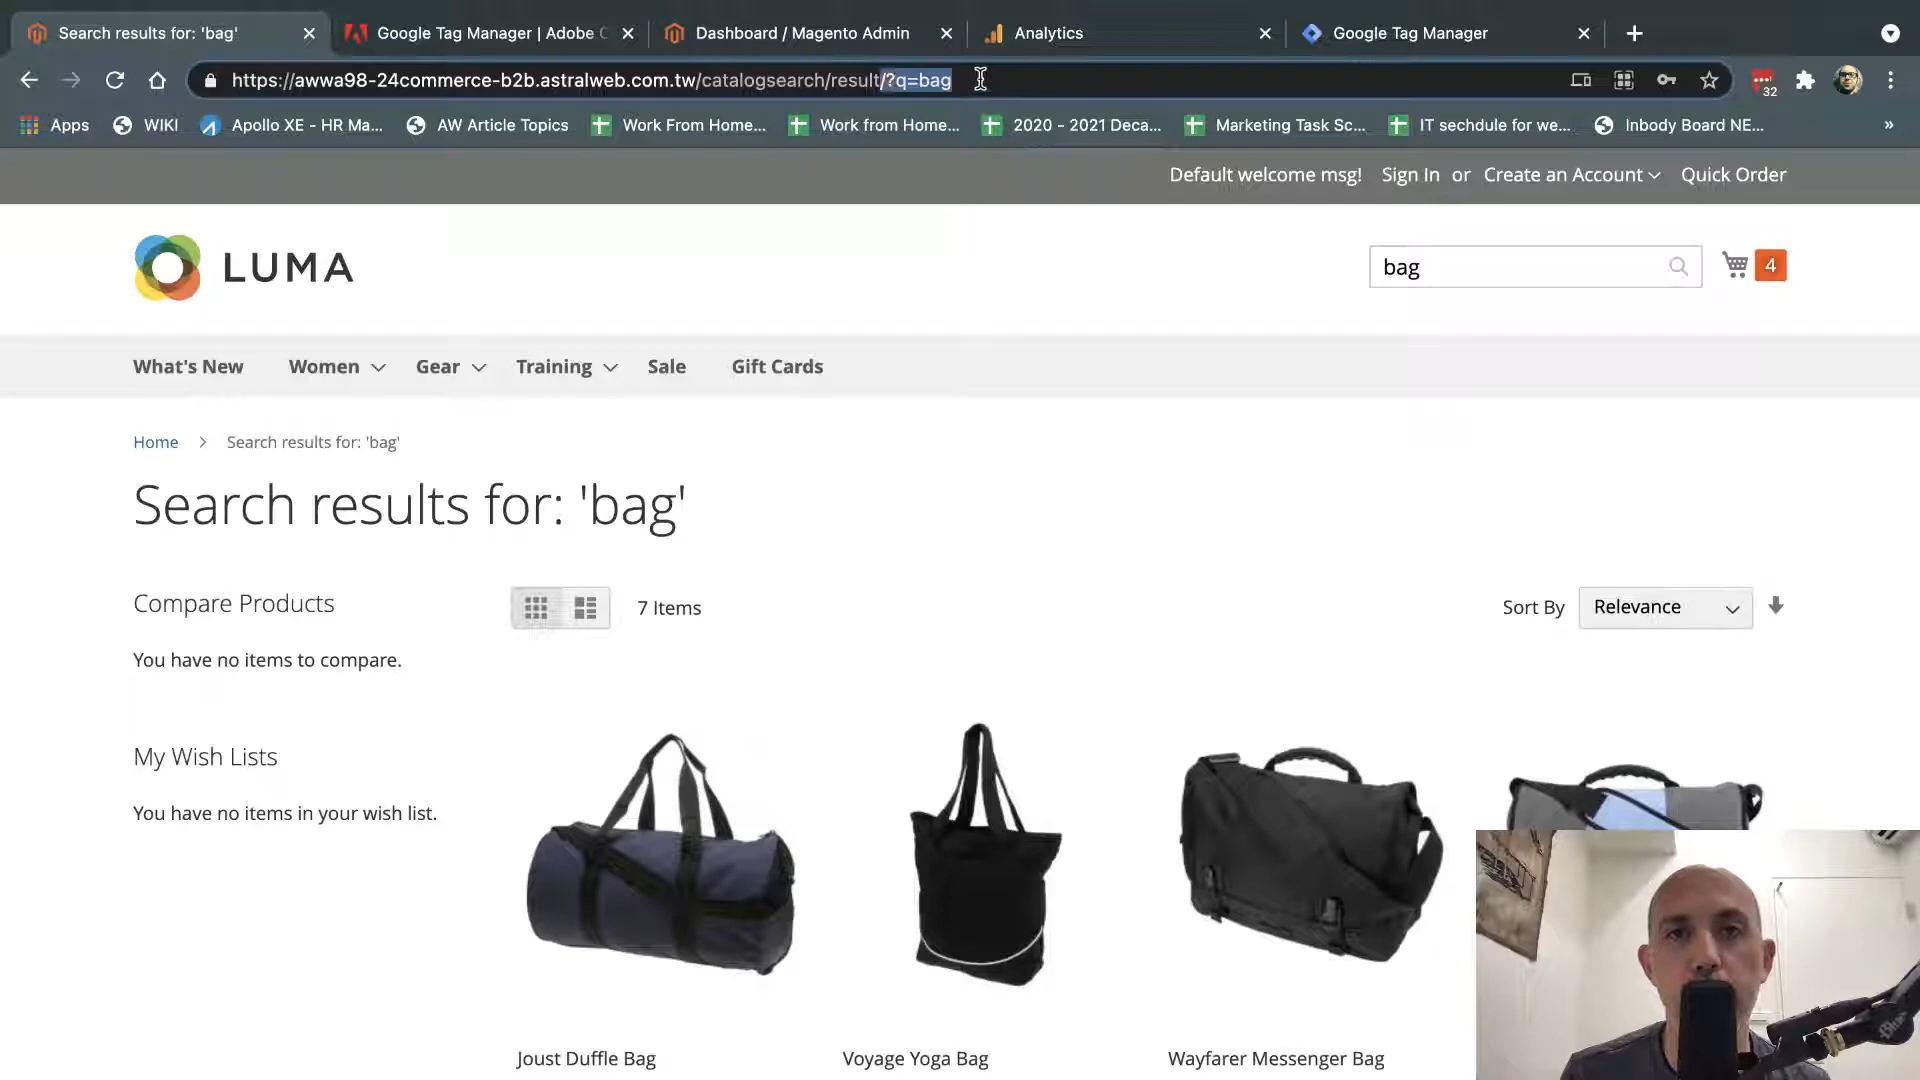 Search results for: 'bag'
Google Tag Manager | Adobe C
Dashboard / Magento Admin
Analytics
Google Tag Manager
https://awwa98-24commerce-b2b.astralweb.com.tw/catalogsearch/result/?q=bag
32
Apps
WIKI
Apollo XE - HR Ma...
AW Article Topics
Work From Home...
Work from Home...
2020 - 2021 Deca...
Marketing Task Sc...
IT sechdule for we...
Inbody Board NE...
»
Default welcome msg!
Sign In or Create an Account
Quick Order
LUMA
bag
4
What's New
Women
Gear
Training
Sale
Gift Cards
Home > Search results for: 'bag'
Search results for: 'bag'
Compare Products
7 Items
Sort By
Relevance
You have no items to compare.
My Wish Lists
You have no items in your wish list.
Joust Duffle Bag
Voyage Yoga Bag
Wayfarer Messenger Bag